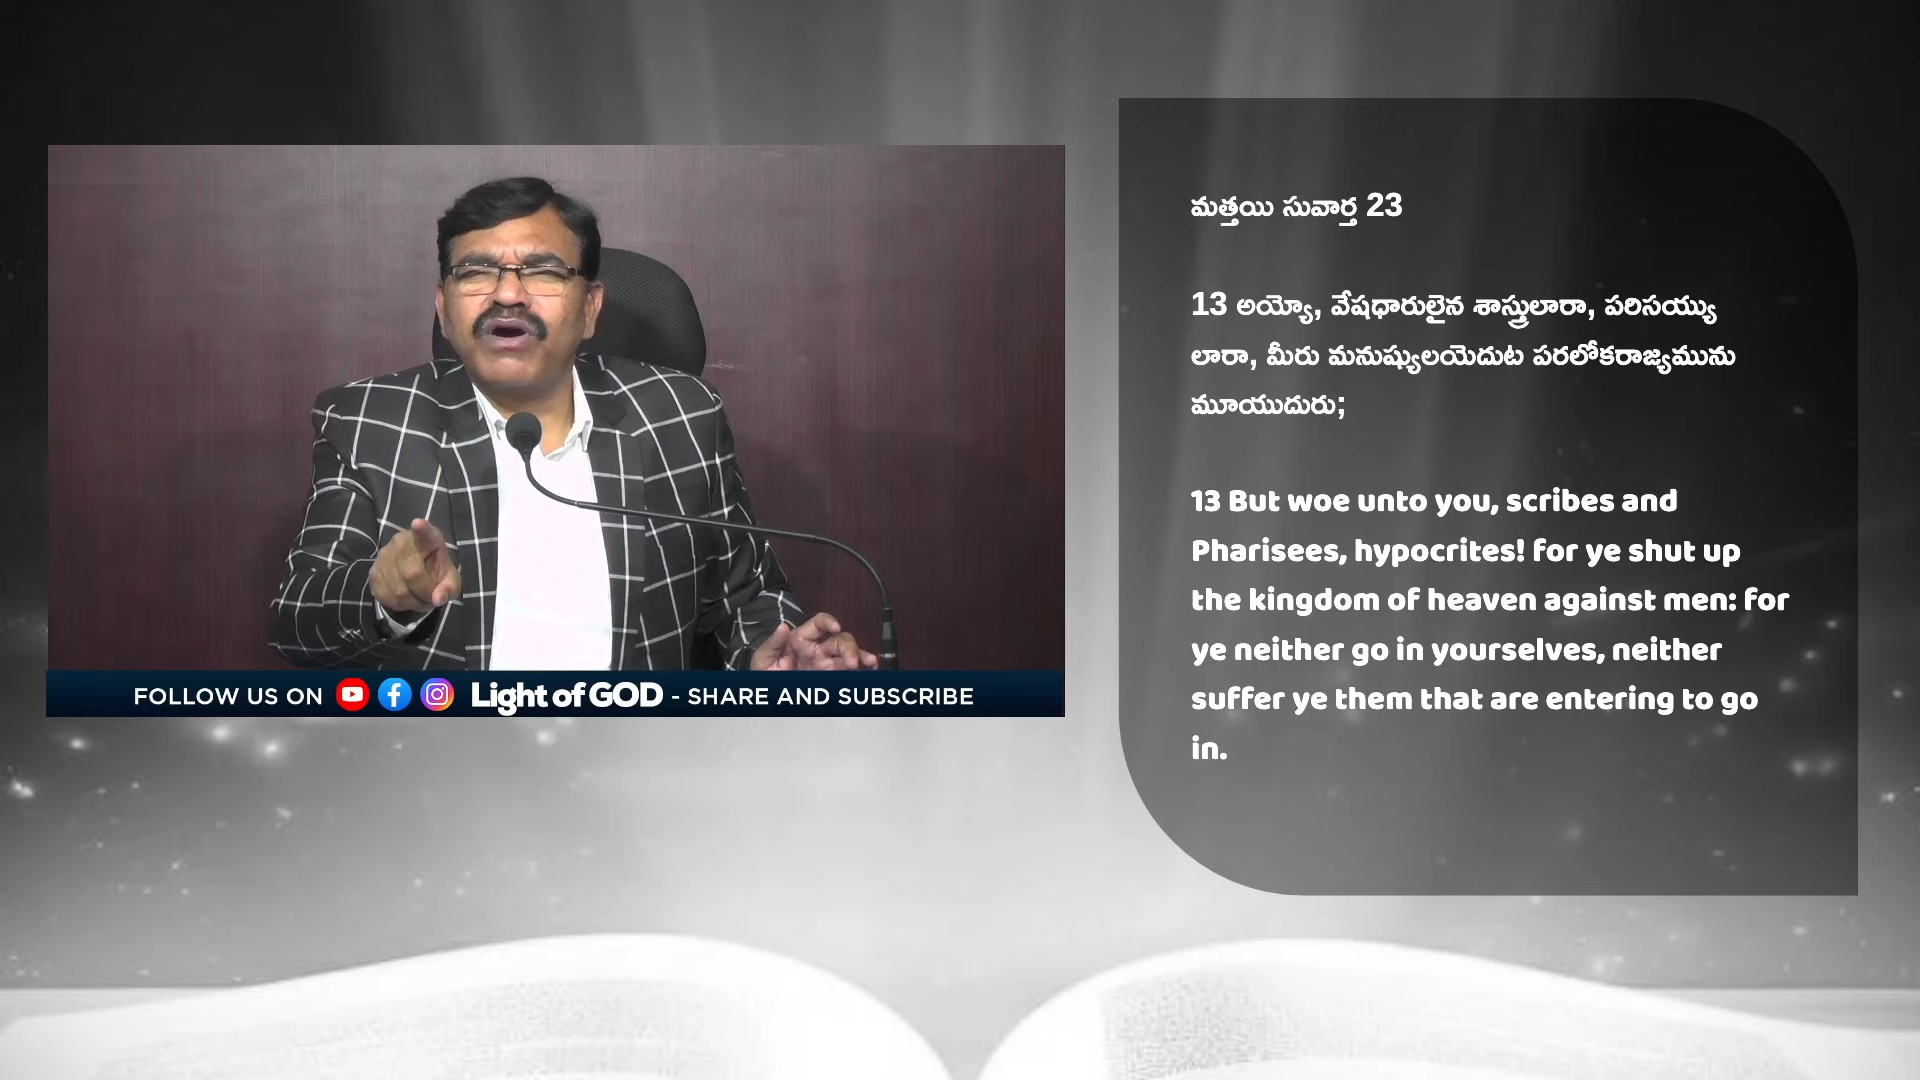 FOLLOW US ON Light of GOD - SHARE AND SUBSCRIBE
మత్తయి సువార్త 23
13 అయ్యో, వేషధారులైన శాస్త్రులారా, పరిసయ్యు
లారా, మీరు మనుష్యులయెదుట పరలోకరాజ్యమును
మూయుదురు;
13 But woe unto you, scribes and
Pharisees, hypocrites! for ye shut up
the kingdom of heaven against men: for
ye neither go in yourselves, neither
suffer ye them that are entering to go
in.